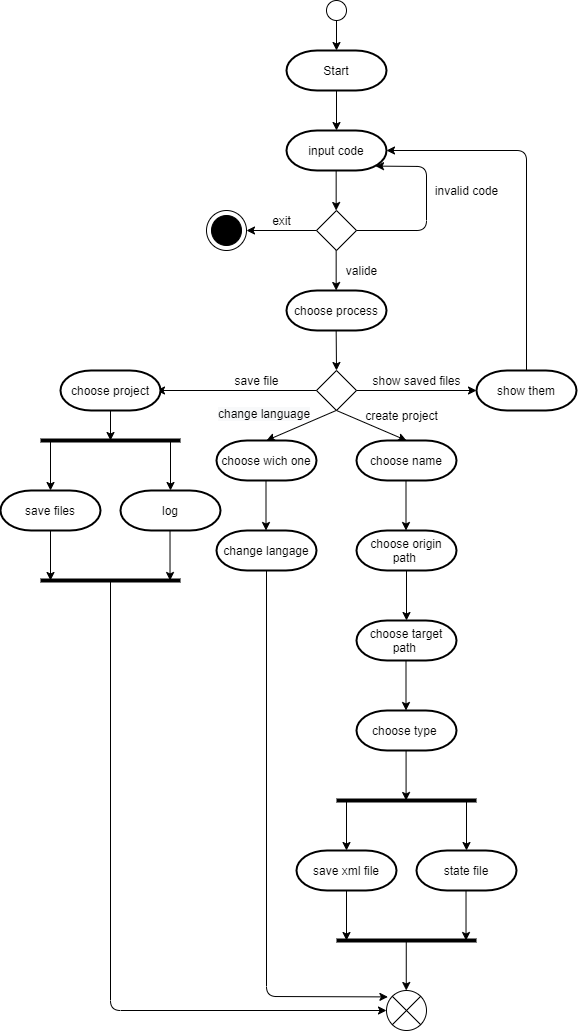 Start
input code
invalid code
exit
valide
choose process
save file
show saved files
choose project
show them
change language
create project
choose wich one
choose name
save files
log
change langage
choose origin
path
choose target
path
choose type
save xml file
state file